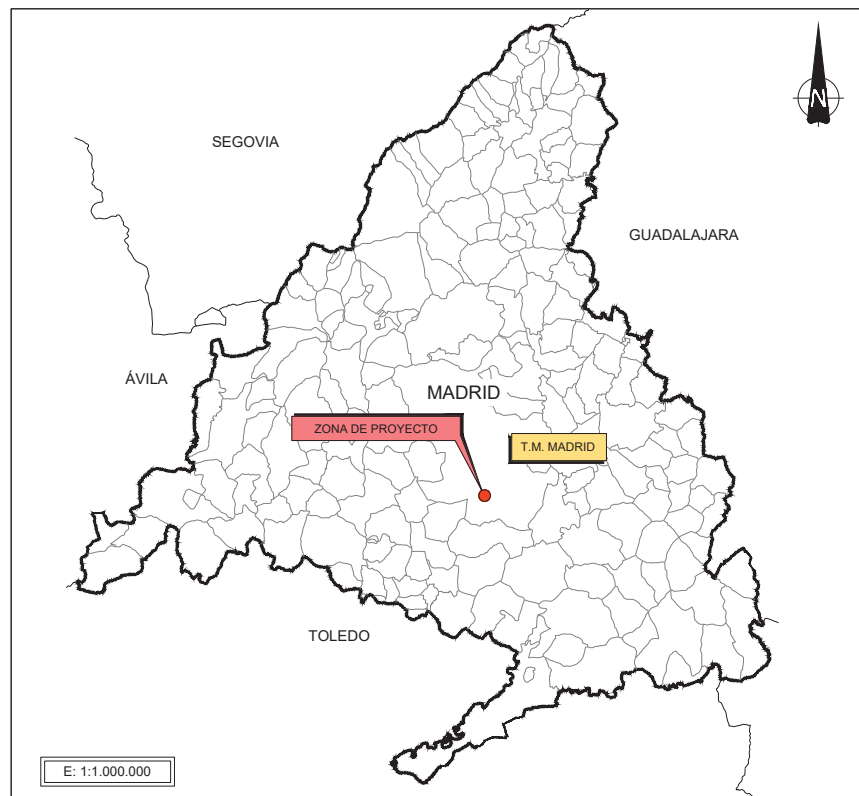 N
SEGOVIA
GUADALAJARA
ÁVILA
MADRID
ZONA DE PROYECTO
T.M. MADRID
TOLEDO
E: 1:1.000.000